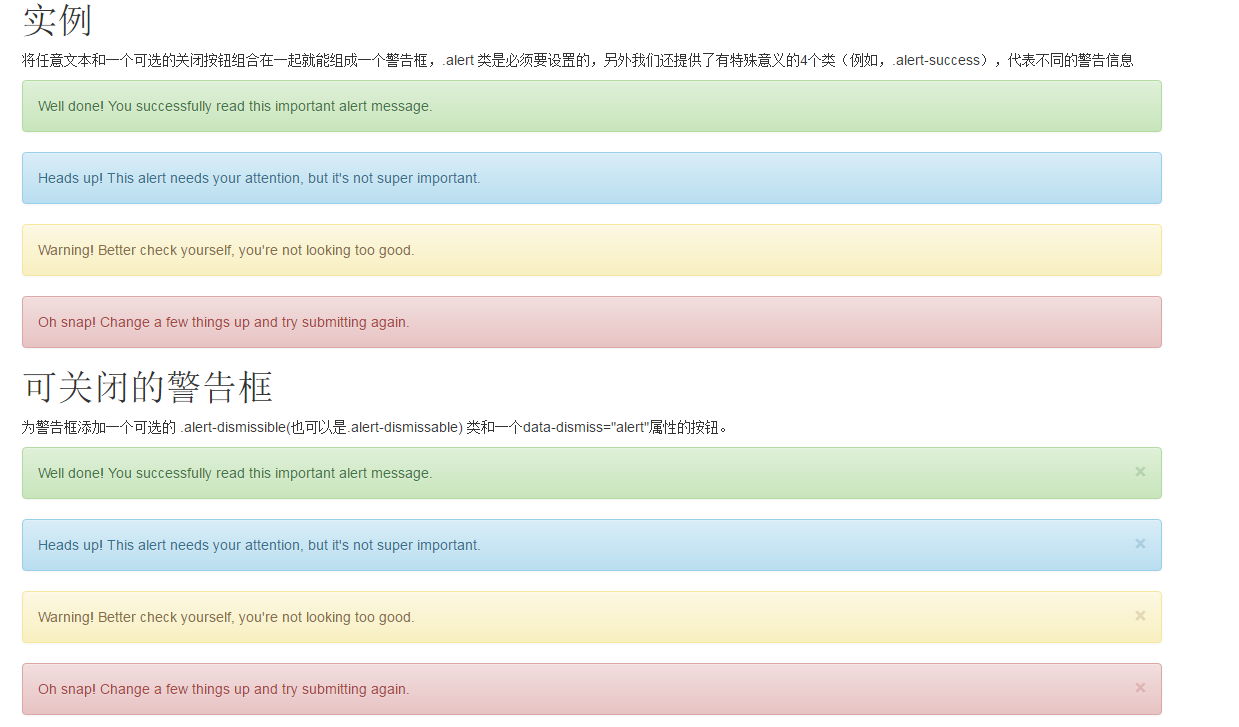 实例
将任意文本和一个可选的关闭按钮组合在一起就能组成一个警告框，.alert 类是必须要设置的，另外我们还提供了有特殊意义的4个类（例如，.alert-success），代表不同的警告信息
Well done! You successfully read this important alert message.
Heads up! This alert needs your attention, but it's not super important.
Warning! Better check yourself, you're not looking too good.
Oh snap! Change a few things up and try submitting again.
可关闭的警告框
为警告框添加一个可选的 .alert-dismissible(也可以是.alert-dismissable) 类和一个data-dismiss="alert"属性的按钮。
Well done! You successfully read this important alert message. ×
Heads up! This alert needs your attention, but it's not super important. ×
Warning! Better check yourself, you're not looking too good. ×
Oh snap! Change a few things up and try submitting again. ×